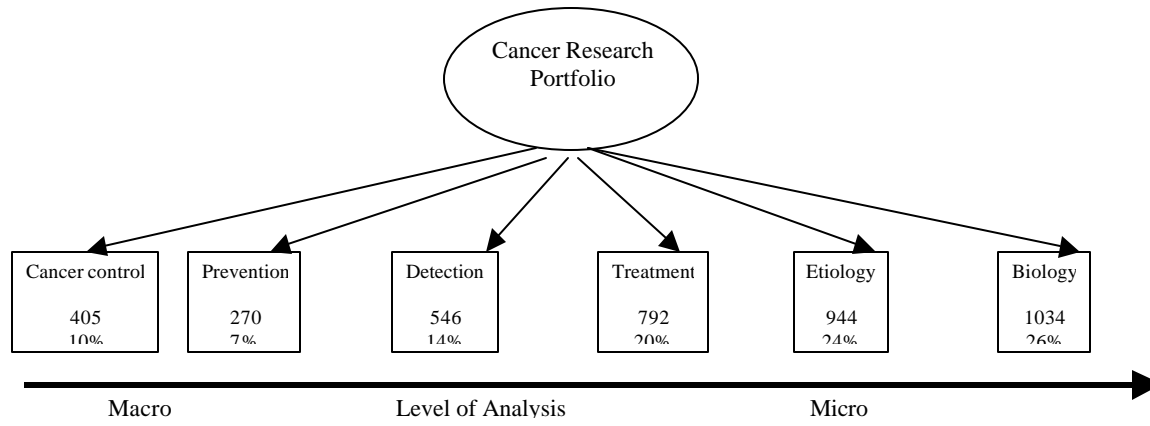 Cancer Research
Portfolio
Cancer control
405
10%
Prevention
270
7%
Detection
546
14%
Treatment
792
20%
Etiology
944
24%
Biology
1034
26%
Macro
Level of Analysis
Micro